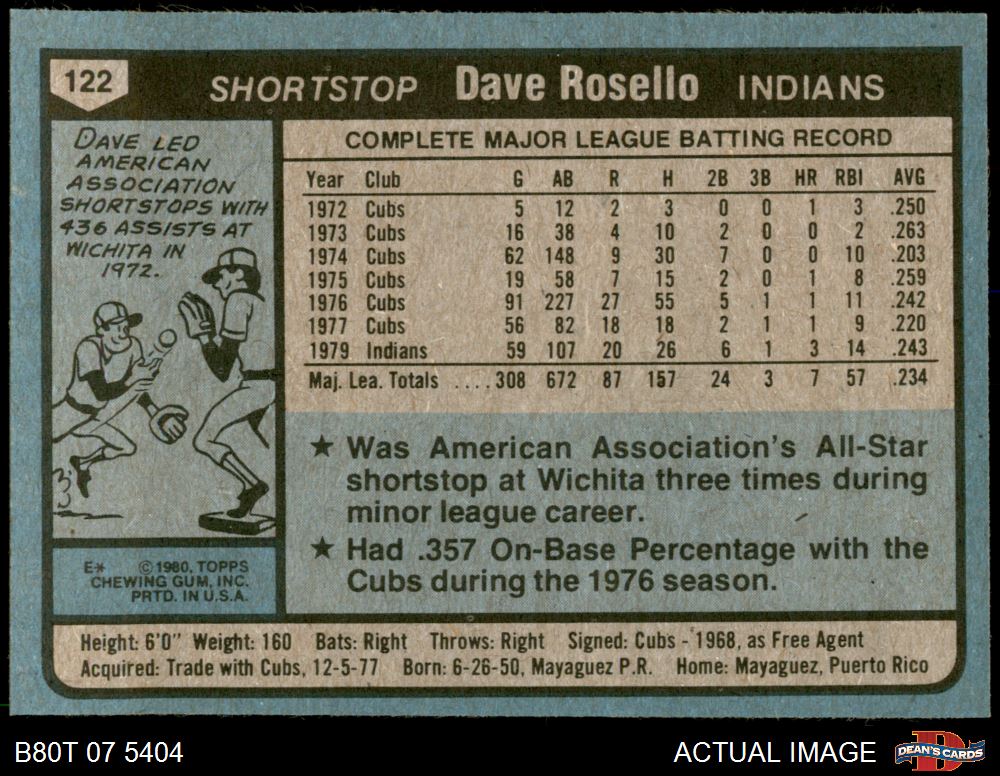 122
SHORTSTOP Dave Rosello INDIANS
DAVE LED
AMERICAN
ASSOCIATION
SHORTSTOPS WITH
436 ASSISTS AT
WICHITA IN
1972.
COMPLETE MAJOR LEAGUE BATTING RECORD
Year Club G AB R H 2B 3B HR RBI AVG
1972 Cubs 5 12 2 3 0 0 1 3 .250
1973 Cubs 16 38 4 10 2 0 0 2 .263
1974 Cubs 62 148 9 30 7 0 0 10 .203
1975 Cubs 19 58 7 15 2 0 1 8 .259
1976 Cubs 91 227 27 55 5 1 1 11 .242
1977 Cubs 56 82 18 18 2 1 1 9 .220
1979 Indians 59 107 20 26 6 1 3 14 .243
Maj. Lea. Totals ....308 672 87 157 24 3 7 57 .234
★ Was American Association's All-Star
shortstop at Wichita three times during
minor league career.
★ Had .357 On-Base Percentage with the
Cubs during the 1976 season.
E* ©1980, TOPPS
CHEWING GUM, INC.
PRTD. IN U.S.A.
Height: 6'0" Weight: 160 Bats: Right Throws: Right Signed: Cubs - 1968, as Free Agent
Acquired: Trade with Cubs, 12-5-77 Born: 6-26-50, Mayaguez P.R. Home: Mayaguez, Puerto Rico
B80T 07 5404
ACTUAL IMAGE
DEAN'S CARDS